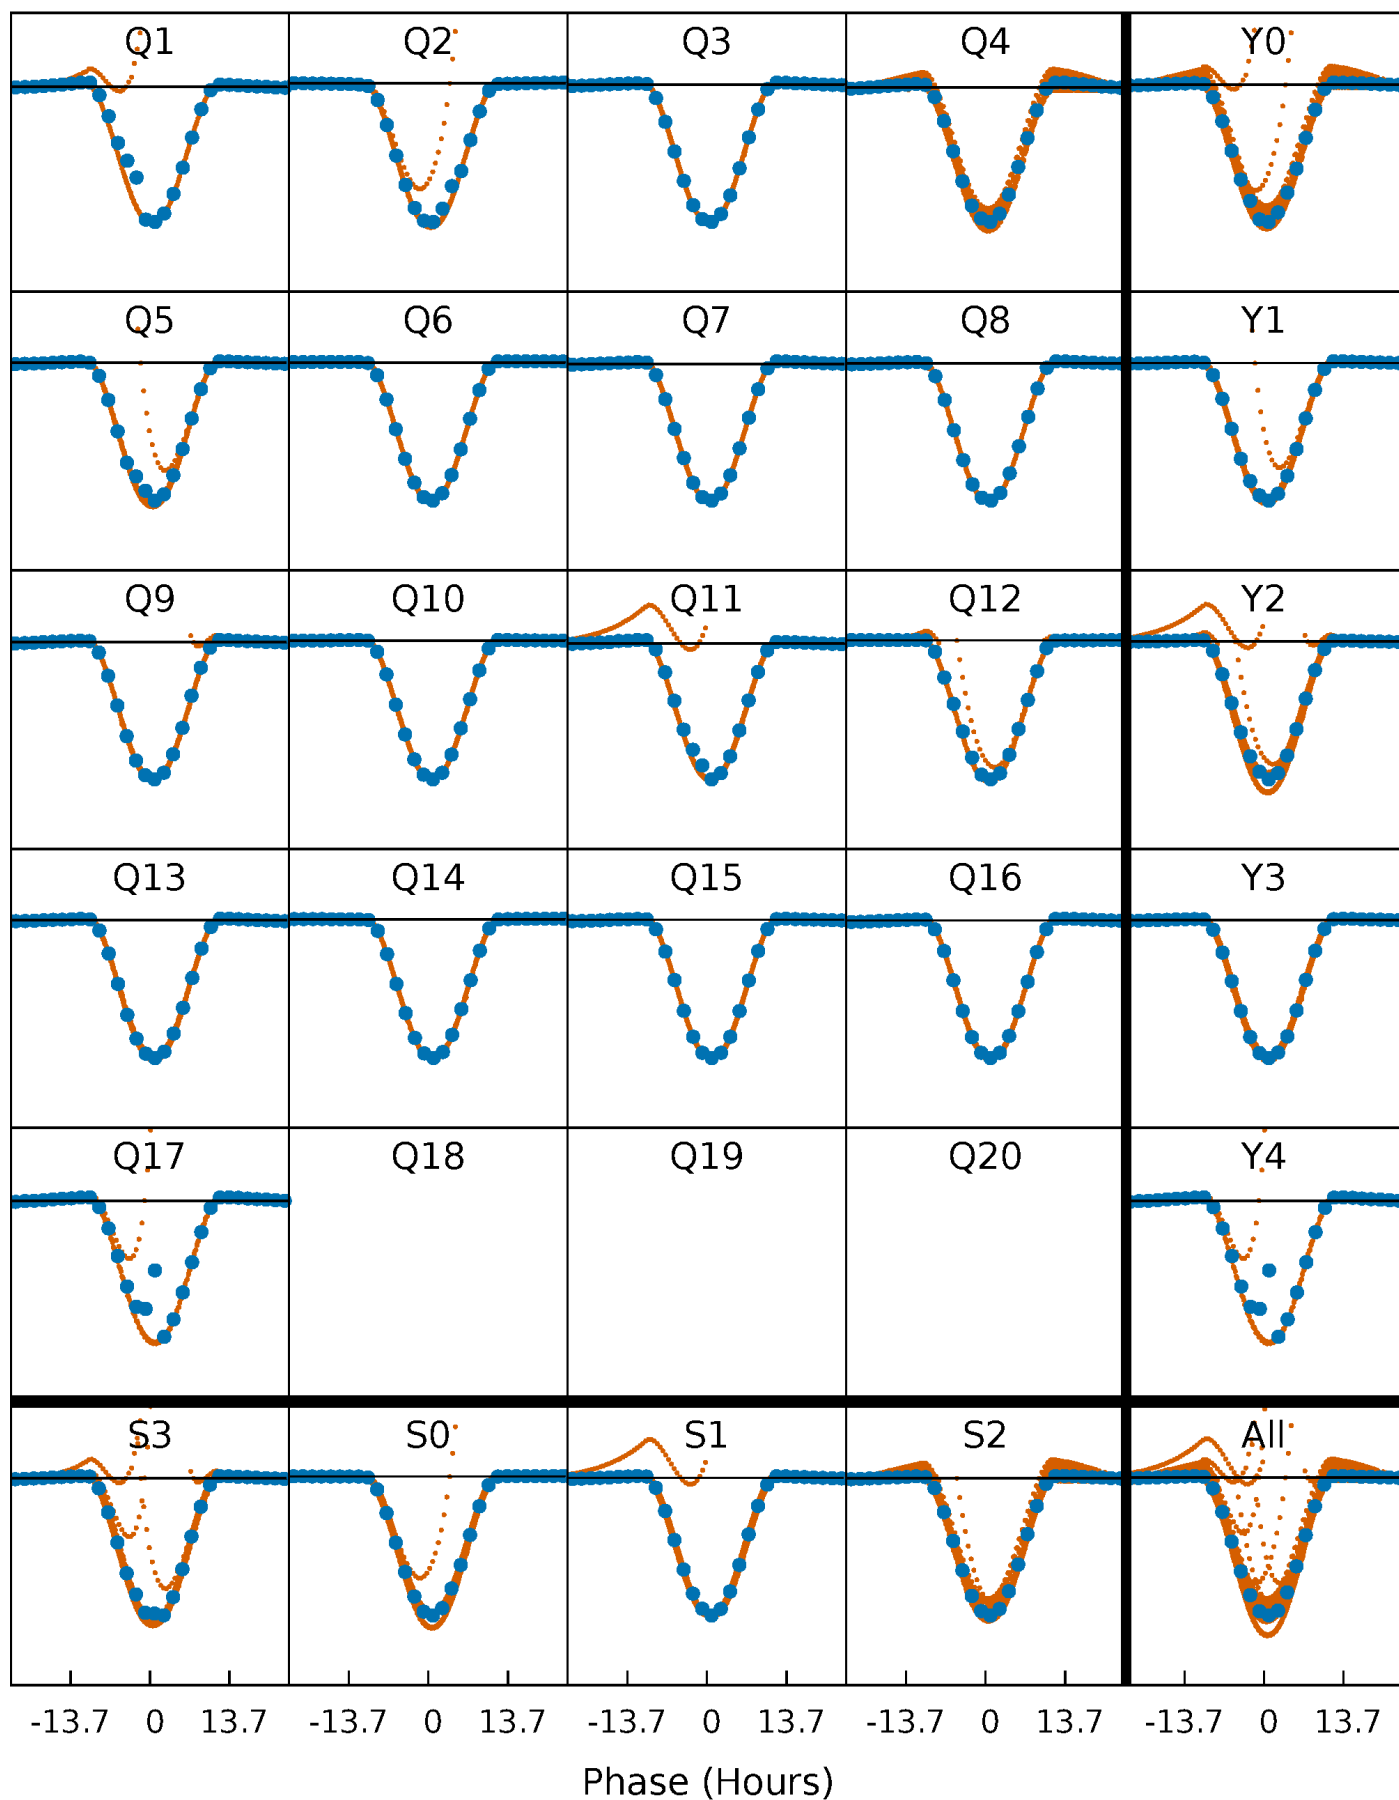 Q1 Q2 Q3 Q4 Y0
Q5 Q6 Q7 Q8 Y1
Q9 Q10 Q11 Q12 Y2
Q13 Q14 Q15 Q16 Y3
Q17 Q18 Q19 Q20 Y4
S3 S0 S1 S2 All
-13.7 0 13.7 -13.7 0 13.7 -13.7 0 13.7 -13.7 0 13.7 -13.7 0 13.7
Phase (Hours)